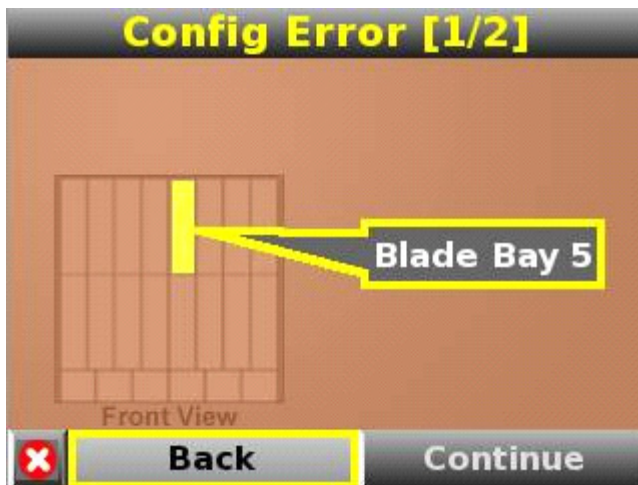 Config Error [1/2]
Blade Bay 5
Front View
Back
Continue